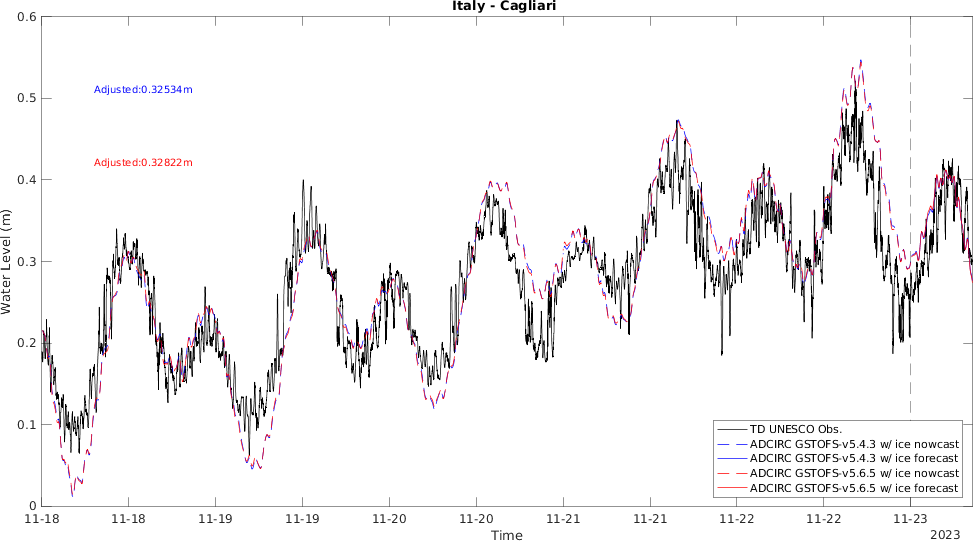 Italy - Cagliari
0.6
0.5
0.4
0.3
0.2
0.1
0
Water Level (m)
Adjusted:0.32534m
Adjusted:0.32822m
TD UNESCO Obs.
ADCIRC GSTOFS-v5.4.3 w/ ice nowcast
ADCIRC GSTOFS-v5.4.3 w/ ice forecast
ADCIRC GSTOFS-v5.6.5 w/ ice nowcast
ADCIRC GSTOFS-v5.6.5 w/ ice forecast
11-18 11-18 11-19 11-19 11-20 11-20 11-21 11-21 11-22 11-22 11-23
Time
2023